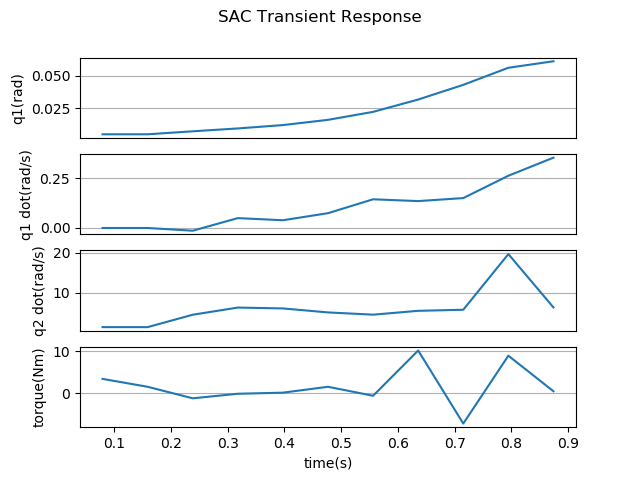 SAC Transient Response
0.050
0.025
q1(rad)
0.25
0.00
q1 dot(rad/s)
20
10
q2 dot(rad/s)
10
0
torque(Nm)
0.1 0.2 0.3 0.4 0.5 0.6 0.7 0.8 0.9
time(s)